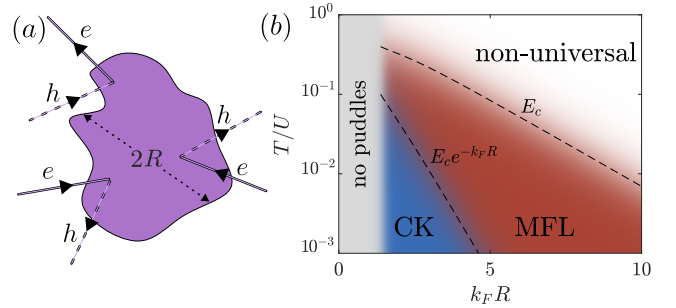 (a)
e
h
2R
h
e
e
h
(b)
T/U
10^0
10^{-1}
10^{-2}
10^{-3}
no puddles
non-universal
E_c
E_c e^{-k_F R}
CK
MFL
0
5
10
k_F R